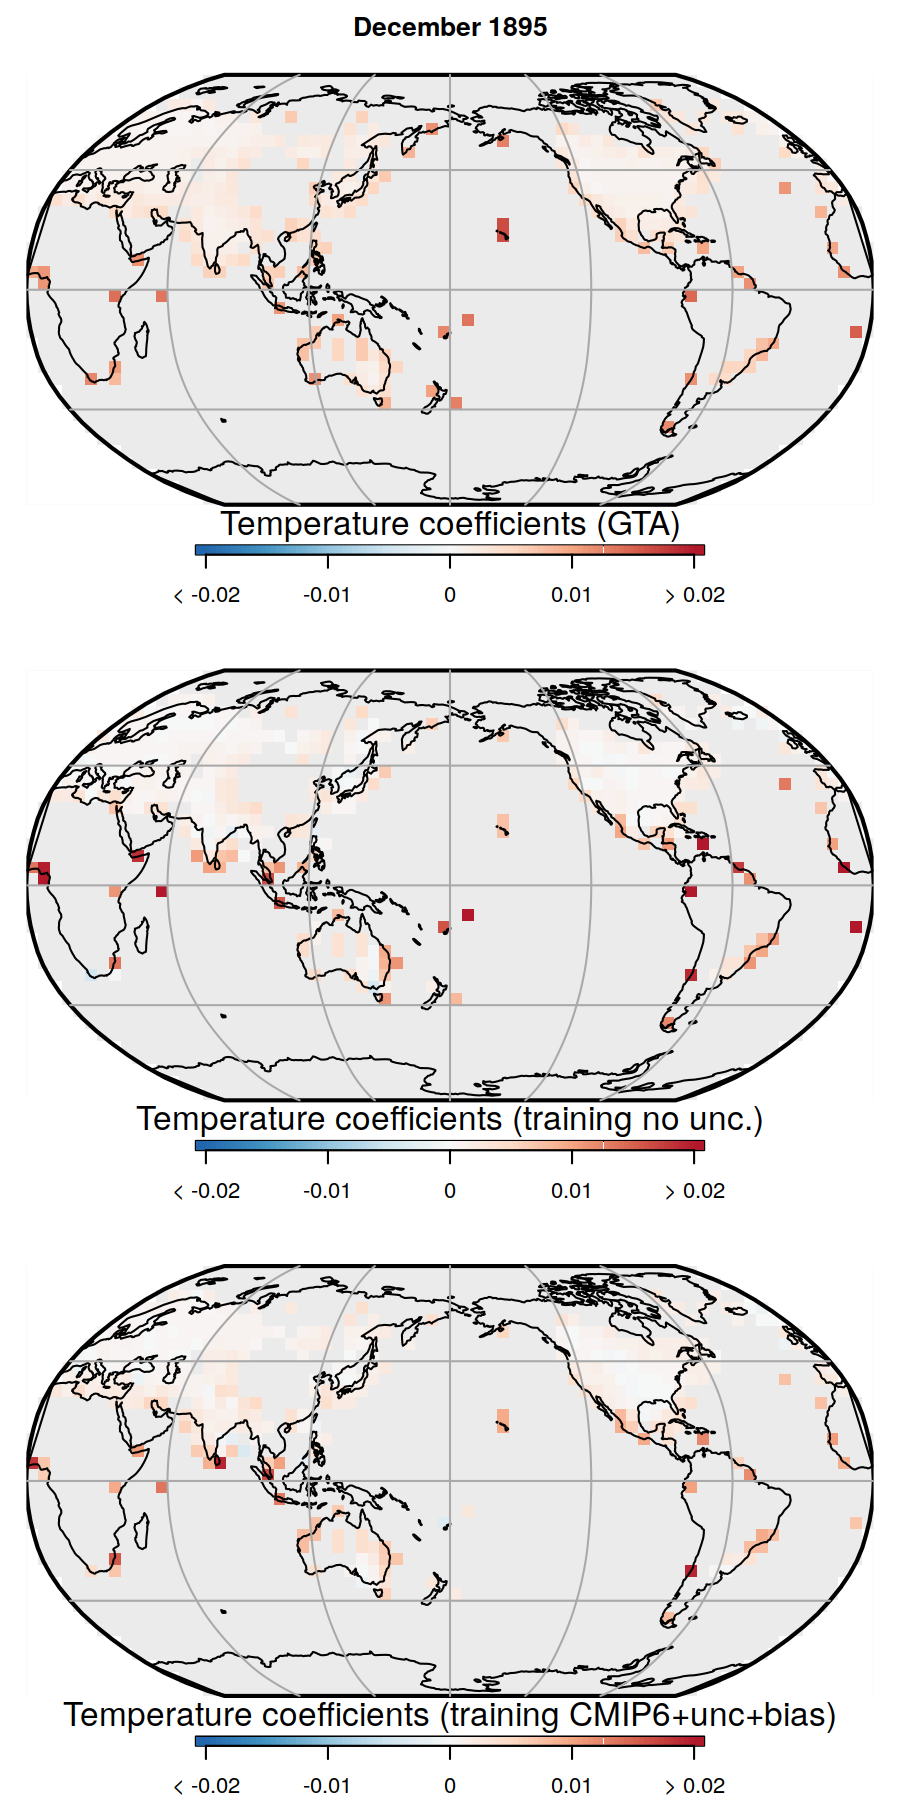 December 1895
Temperature coefficients (GTA)
< -0.02 -0.01 0 0.01 > 0.02
Temperature coefficients (training no unc.)
< -0.02 -0.01 0 0.01 > 0.02
Temperature coefficients (training CMIP6+unc+bias)
< -0.02 -0.01 0 0.01 > 0.02